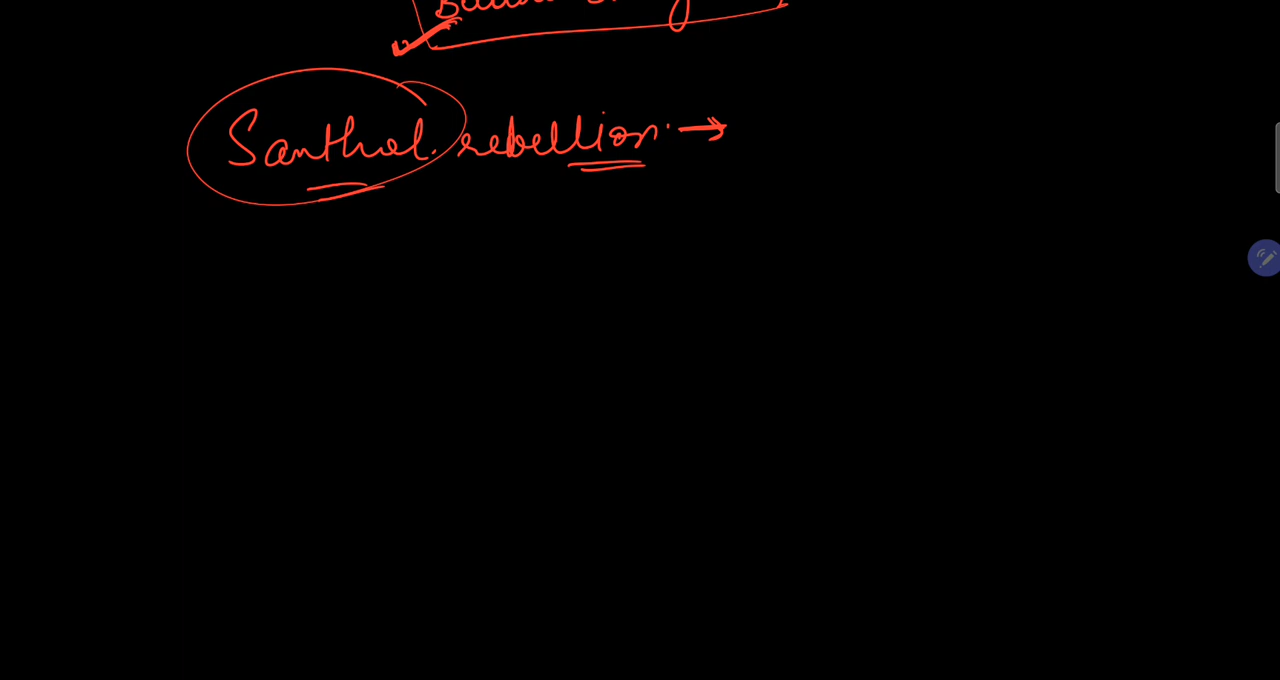 Santhal. rebellion. →